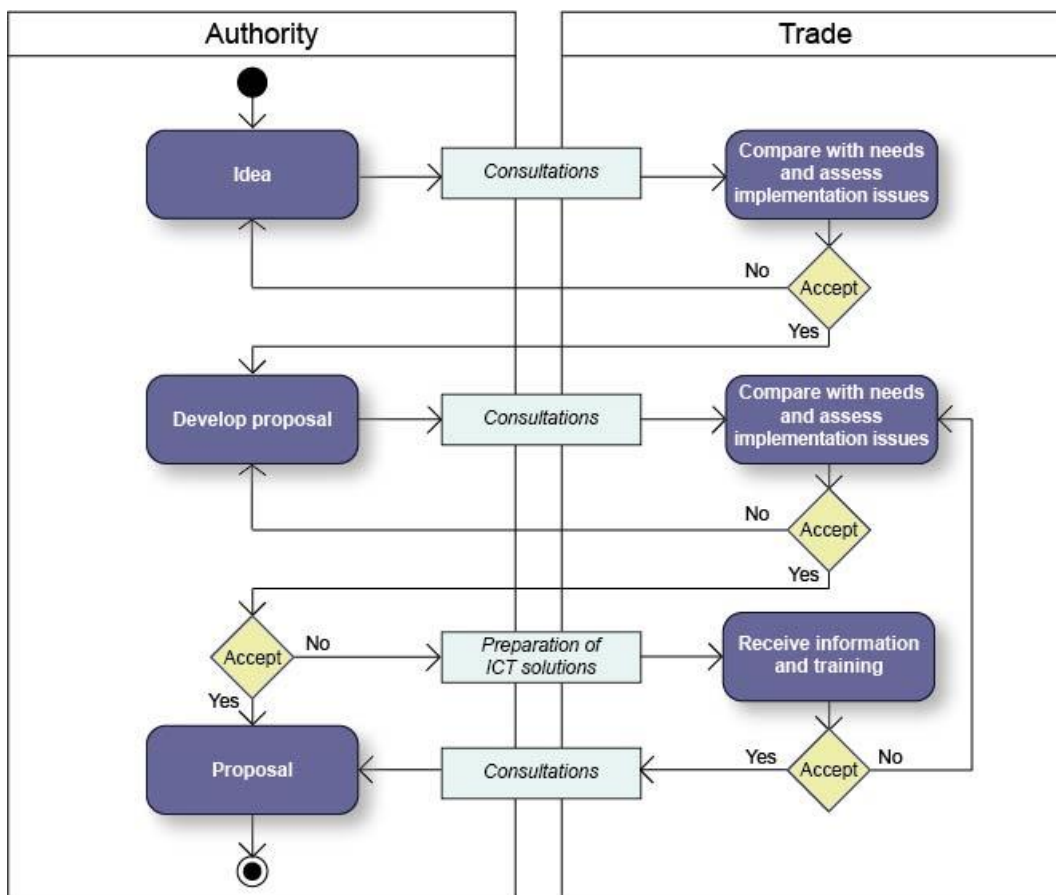 Authority
Trade
Idea
Consultations
Compare with needs
and assess
implementation issues
No
Accept
Yes
Develop proposal
Consultations
Compare with needs
and assess
implementation issues
No
Accept
Yes
Accept
No
Preparation of
ICT solutions
Receive information
and training
Yes
Proposal
Consultations
Yes
Accept
No